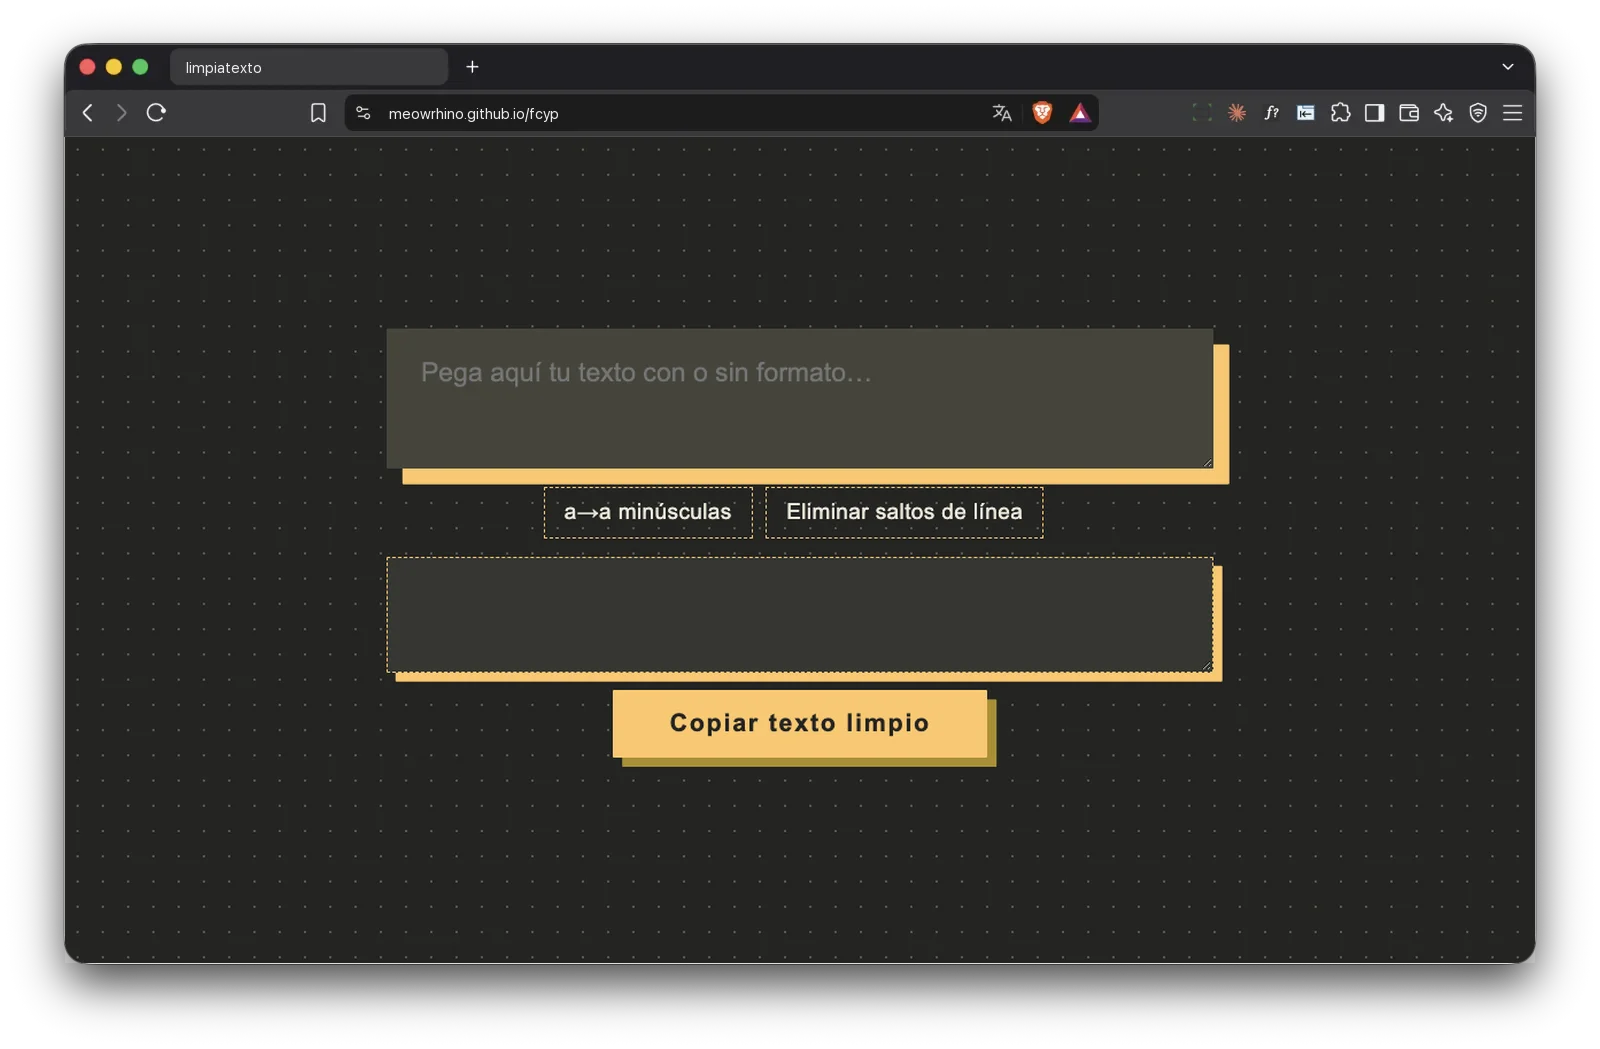 limpiatexto
meowrhino.github.io/fcyp
f?
Pega aquí tu texto con o sin formato…
a→a minúsculas
Eliminar saltos de línea
Copiar texto limpio